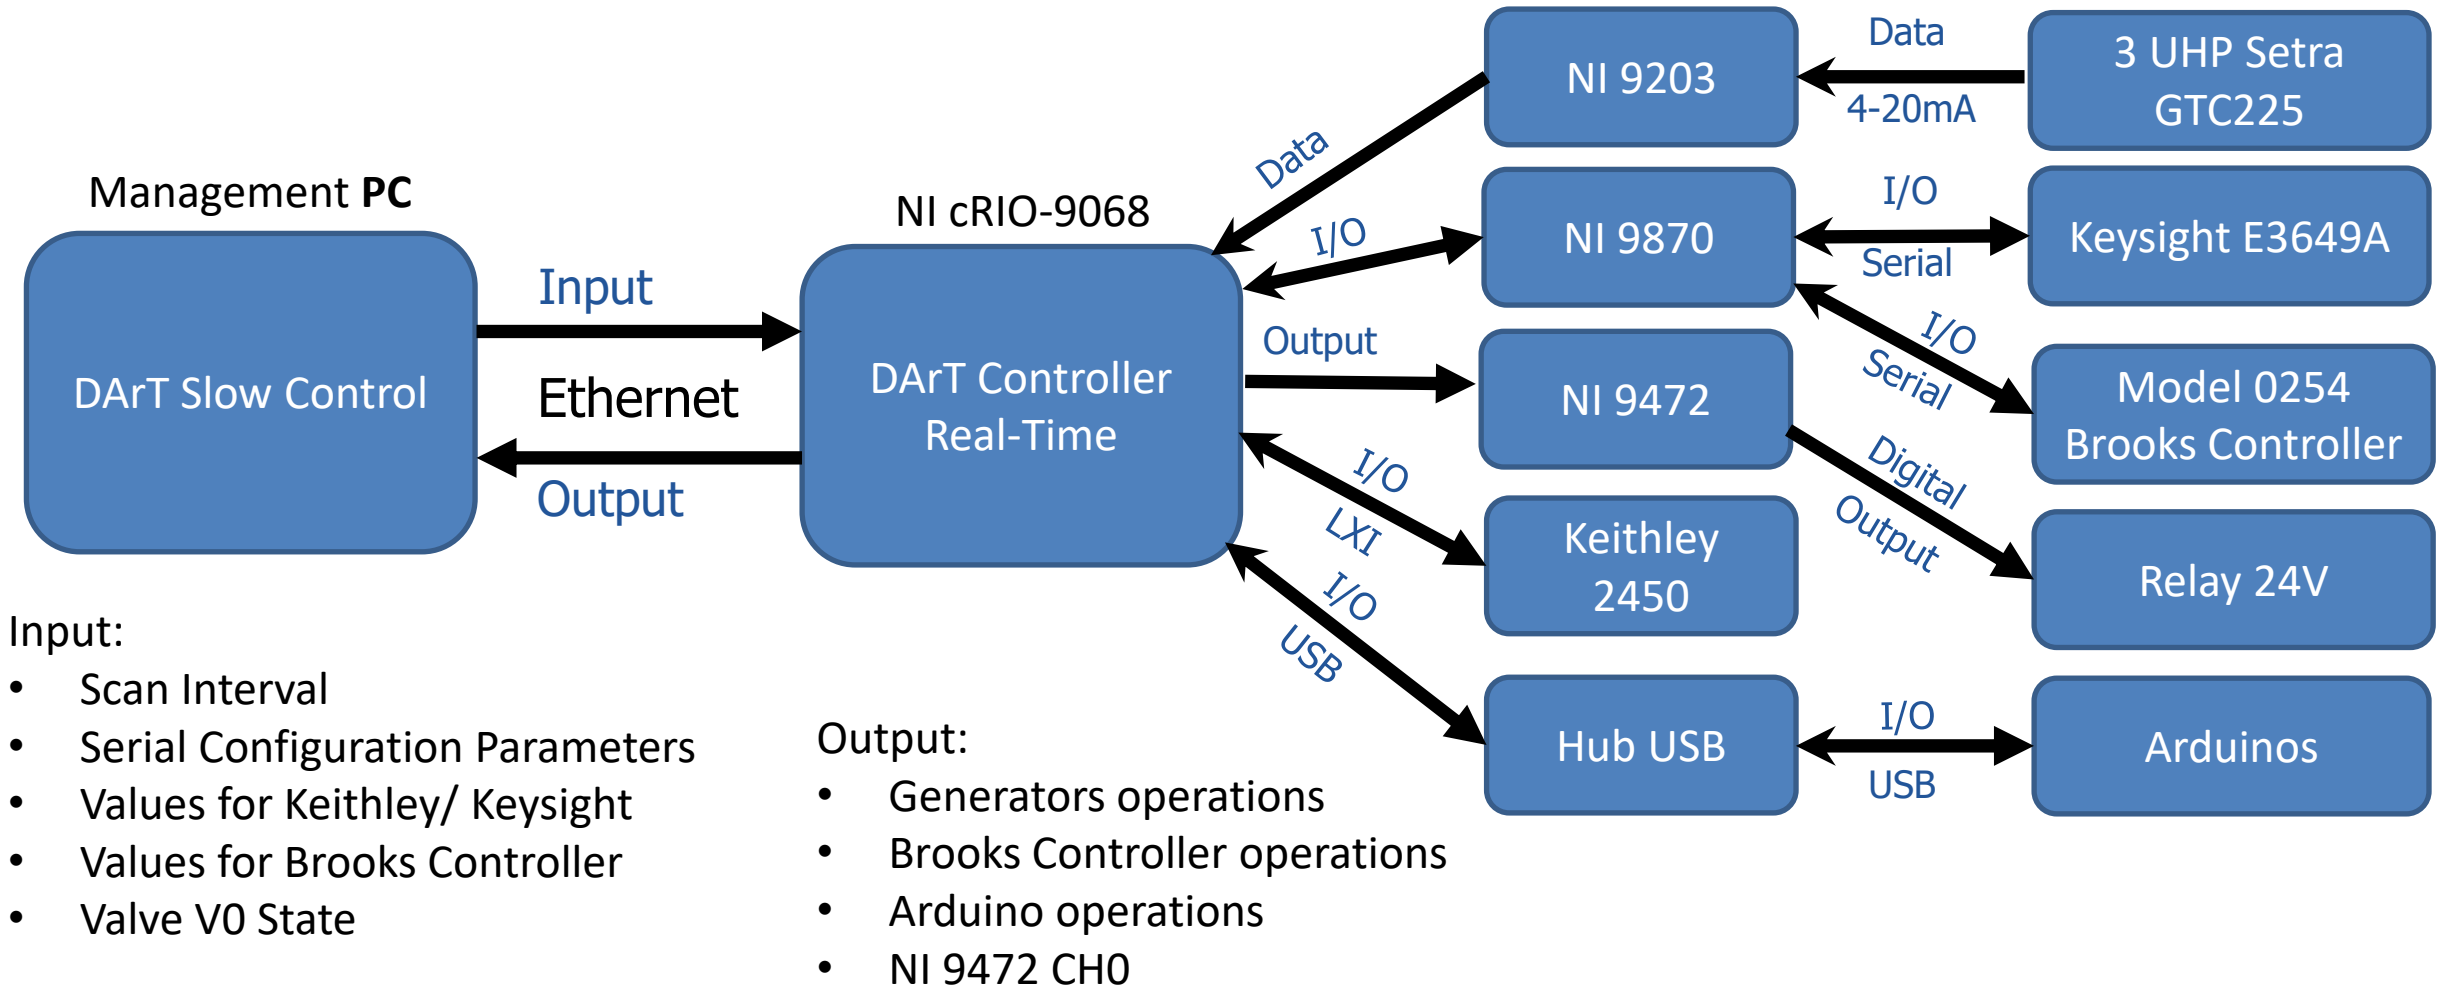 Management PC
DArT Slow Control
Input
Ethernet
Output
NI cRIO-9068
DArT Controller
Real-Time
Data
I/O
Output
I/O
LXI
I/O
USB
NI 9203
NI 9870
NI 9472
Keithley
2450
Hub USB
Data
4-20mA
I/O
Serial
I/O
Serial
Digital
Output
I/O
USB
3 UHP Setra
GTC225
Keysight E3649A
Model 0254
Brooks Controller
Relay 24V
Arduinos
Input:
• Scan Interval
• Serial Configuration Parameters
• Values for Keithley/ Keysight
• Values for Brooks Controller
• Valve V0 State
Output:
• Generators operations
• Brooks Controller operations
• Arduino operations
• NI 9472 CH0